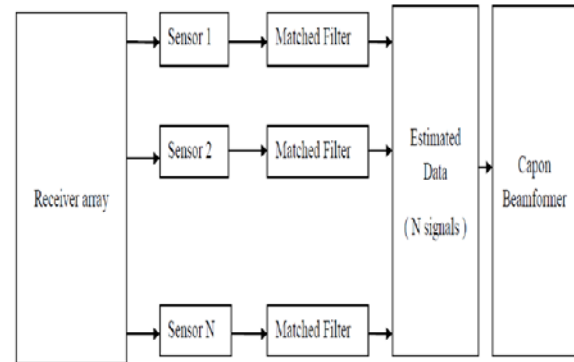 Receiver array
Sensor 1
Matched Filter
Sensor 2
Matched Filter
Sensor N
Matched Filter
Estimated
Data
( N signals )
Capon
Beamformer